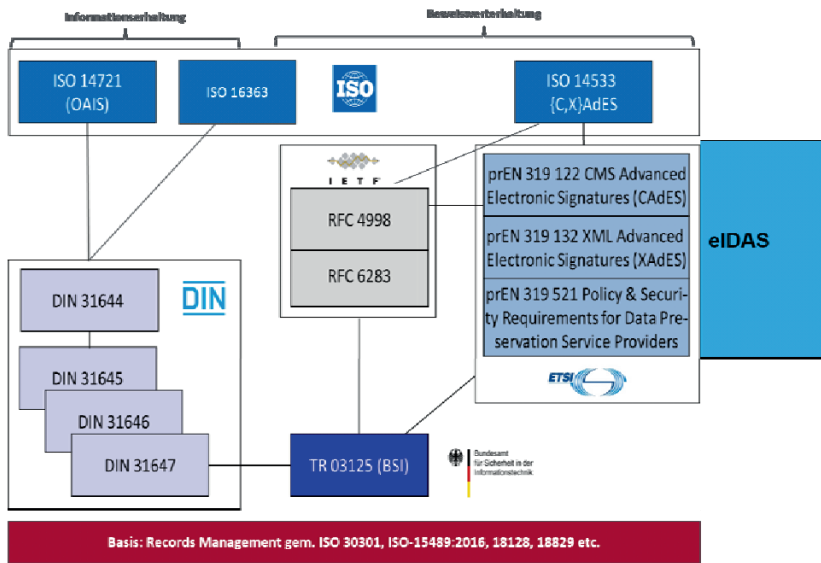 Informationserhaltung
Beweiswerterhaltung
ISO 14721
(OAIS)
ISO 16363
ISO
ISO 14533
{C,X}AdES
IETF
RFC 4998
RFC 6283
prEN 319 122 CMS Advanced
Electronic Signatures (CAdES)
prEN 319 132 XML Advanced
Electronic Signatures (XAdES)
prEN 319 521 Policy & Securi-
ty Requirements for Data Pre-
servation Service Providers
ETSI
eIDAS
DIN 31644
DIN
DIN 31645
DIN 31646
DIN 31647
TR 03125 (BSI)
Bundesamt
für Sicherheit in der
Informationstechnik
Basis: Records Management gem. ISO 30301, ISO-15489:2016, 18128, 18829 etc.